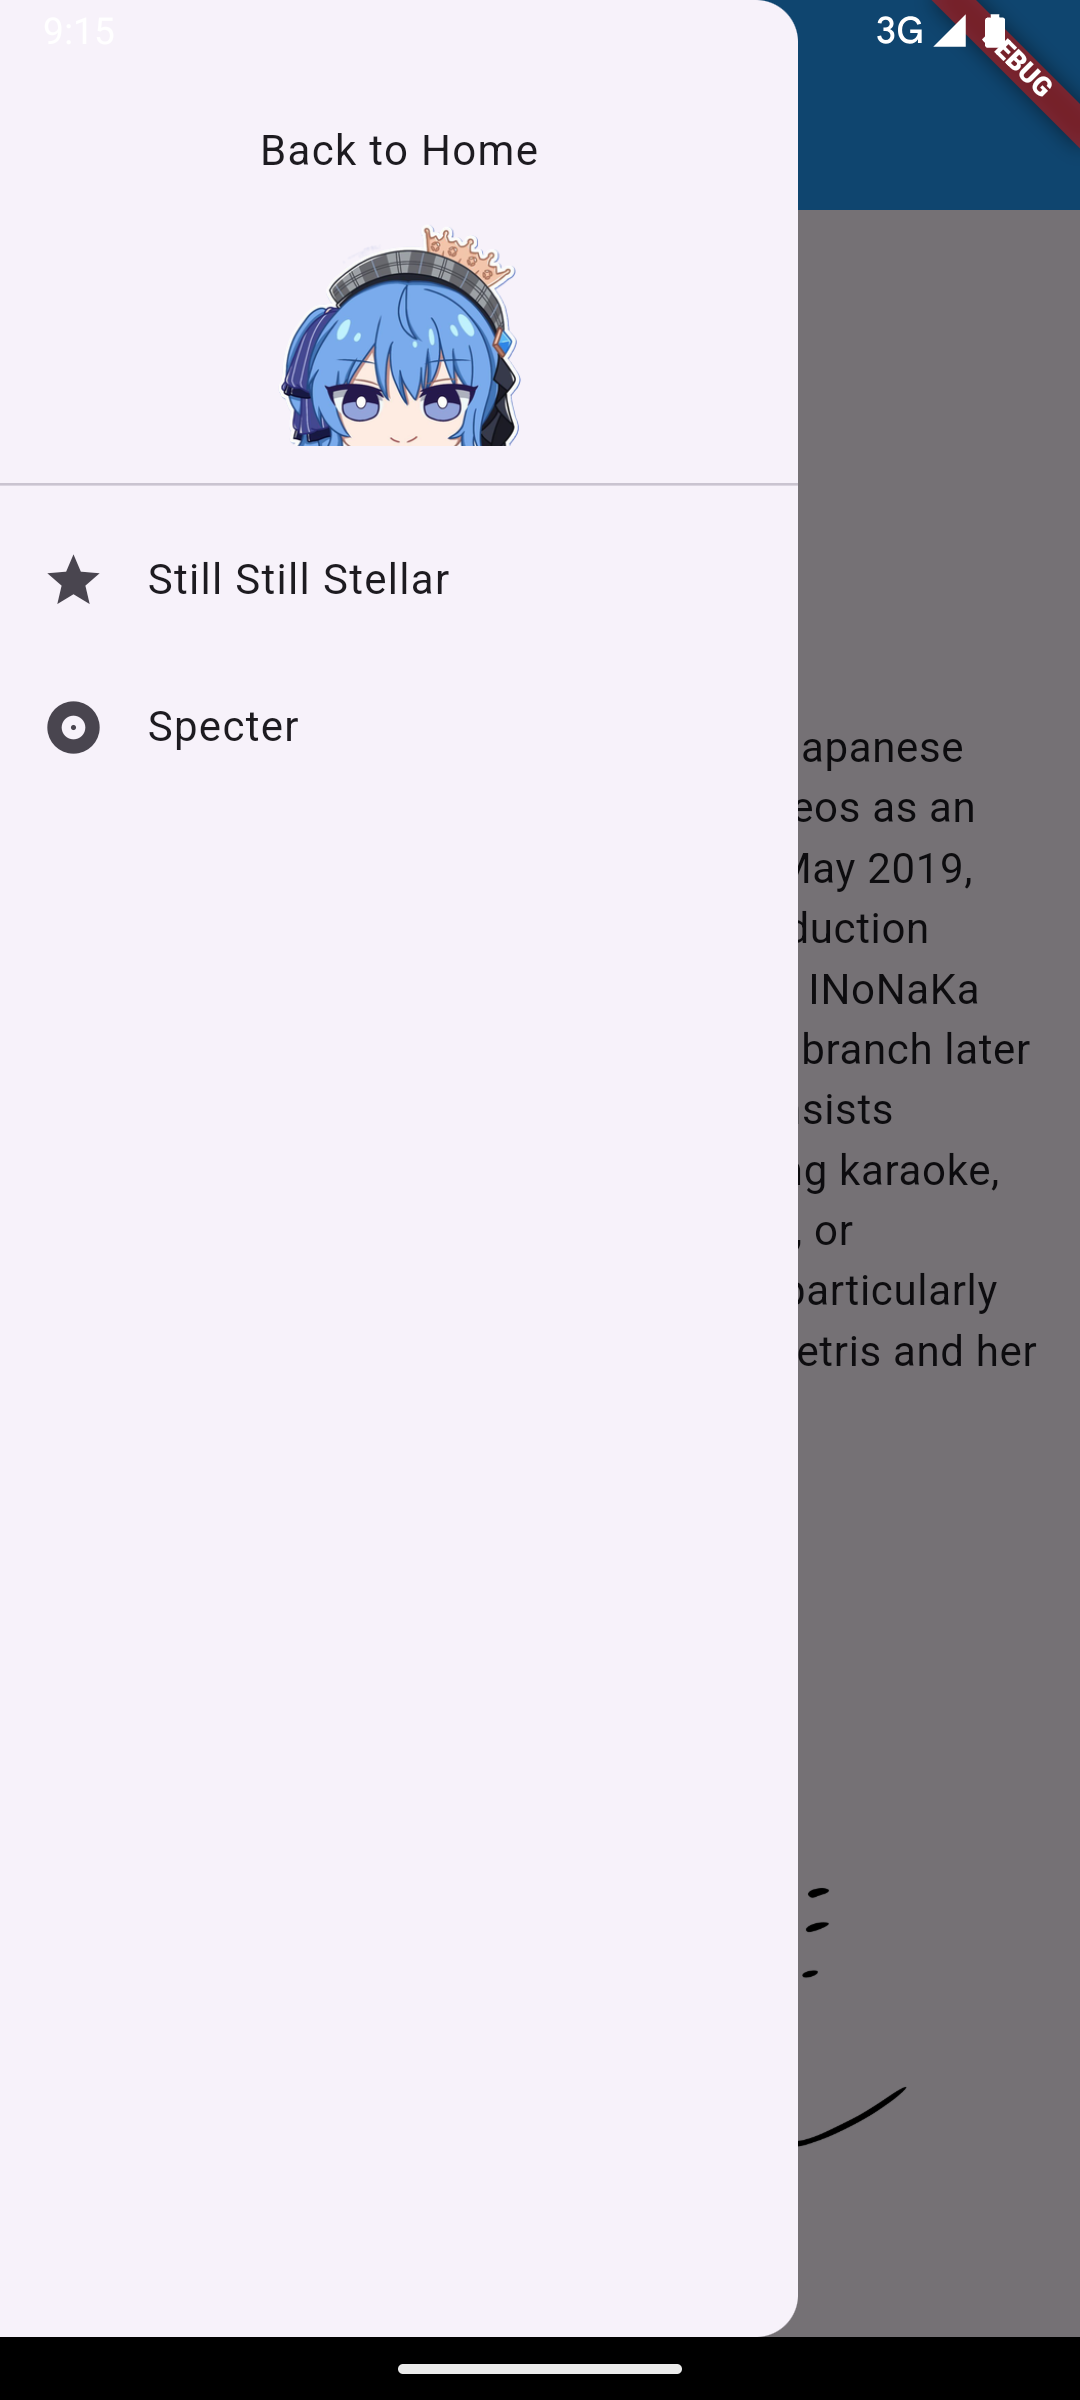 9:15
3G
EBUG
Back to Home
Still Still Stellar
Specter
apanese
eos as an
May 2019,
duction
INoNaKa
branch later
sists
ng karaoke,
, or
particularly
etris and her